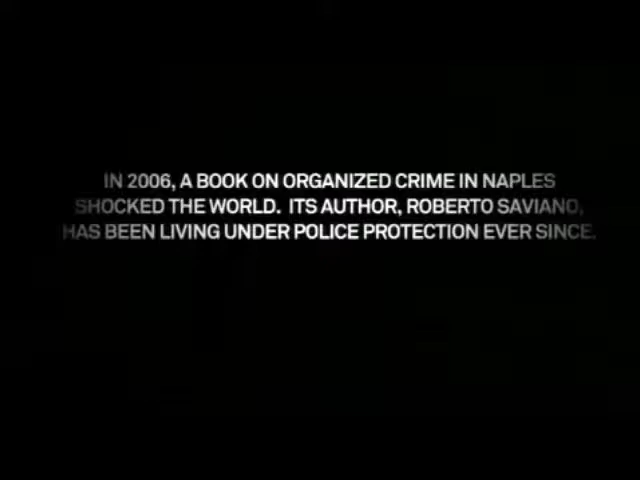 IN 2006, A BOOK ON ORGANIZED CRIME IN NAPLES
SHOCKED THE WORLD. ITS AUTHOR, ROBERTO SAVIANO,
HAS BEEN LIVING UNDER POLICE PROTECTION EVER SINCE.